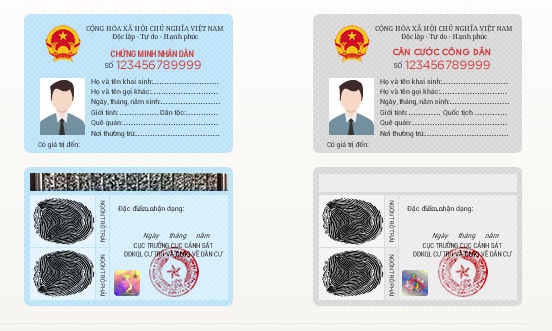 CỘNG HÒA XÃ HỘI CHỦ NGHĨA VIỆT NAM
Độc lập - Tự do - Hạnh phúc
CHỨNG MINH NHÂN DÂN
SỐ 123456789999
Họ và tên khai sinh:
Họ và tên gọi khác:
Ngày, tháng, năm sinh:
Giới tính: Dân tộc:
Quê quán:
Nơi thường trú:
Có giá trị đến:
CỘNG HÒA XÃ HỘI CHỦ NGHĨA VIỆT NAM
Độc lập - Tự do - Hạnh phúc
CĂN CƯỚC CÔNG DÂN
SỐ 123456789999
Họ và tên khai sinh:
Họ và tên gọi khác:
Ngày, tháng, năm sinh:
Giới tính: Quốc tịch
Quê quán:
Nơi thường trú:
Có giá trị đến:
Đặc điểm nhận dạng:
NGÓN TRỎ TRÁI
NGÓN TRỎ PHẢI
Ngày tháng năm
CỤC TRƯỞNG CỤC CẢNH SÁT
ĐDKQL CƯ TRÚ VÀ VỀ DÂN CƯ
Đặc điểm nhận dạng:
NGÓN TRỎ TRÁI
NGÓN TRỎ PHẢI
Ngày tháng năm
CỤC TRƯỞNG CỤC CẢNH SÁT
ĐDKQL CƯ TRÚ VÀ VỀ DÂN CƯ